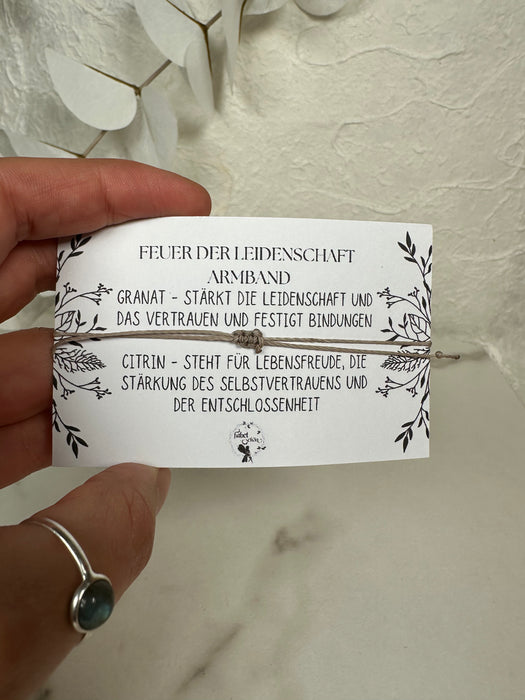 FEUER DER LEIDENSCHAFT
ARMBAND
GRANAT - STÄRKT DIE LEIDENSCHAFT UND
DAS VERTRAUEN UND FESTIGT BINDUNGEN
CITRIN - STEHT FÜR LEBENSFREUDE, DIE
STÄRKUNG DES SELBSTVERTRAUENS UND
DER ENTSCHLOSSENHEIT